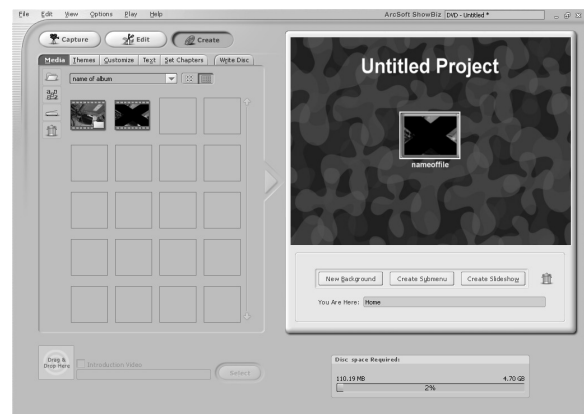 File Edit View Options Play Help
ArcSoft ShowBiz DVD - Untitled *
Capture Edit Create
Media Themes Customize Text Set Chapters Write Disc
name of album
Untitled Project
nameoffile
New Background Create Submenu Create Slideshow
You Are Here: Home
Drag &
Drop Here
Introduction Video
Select
Disc space Required:
110.19 MB 4.70 GB
2%